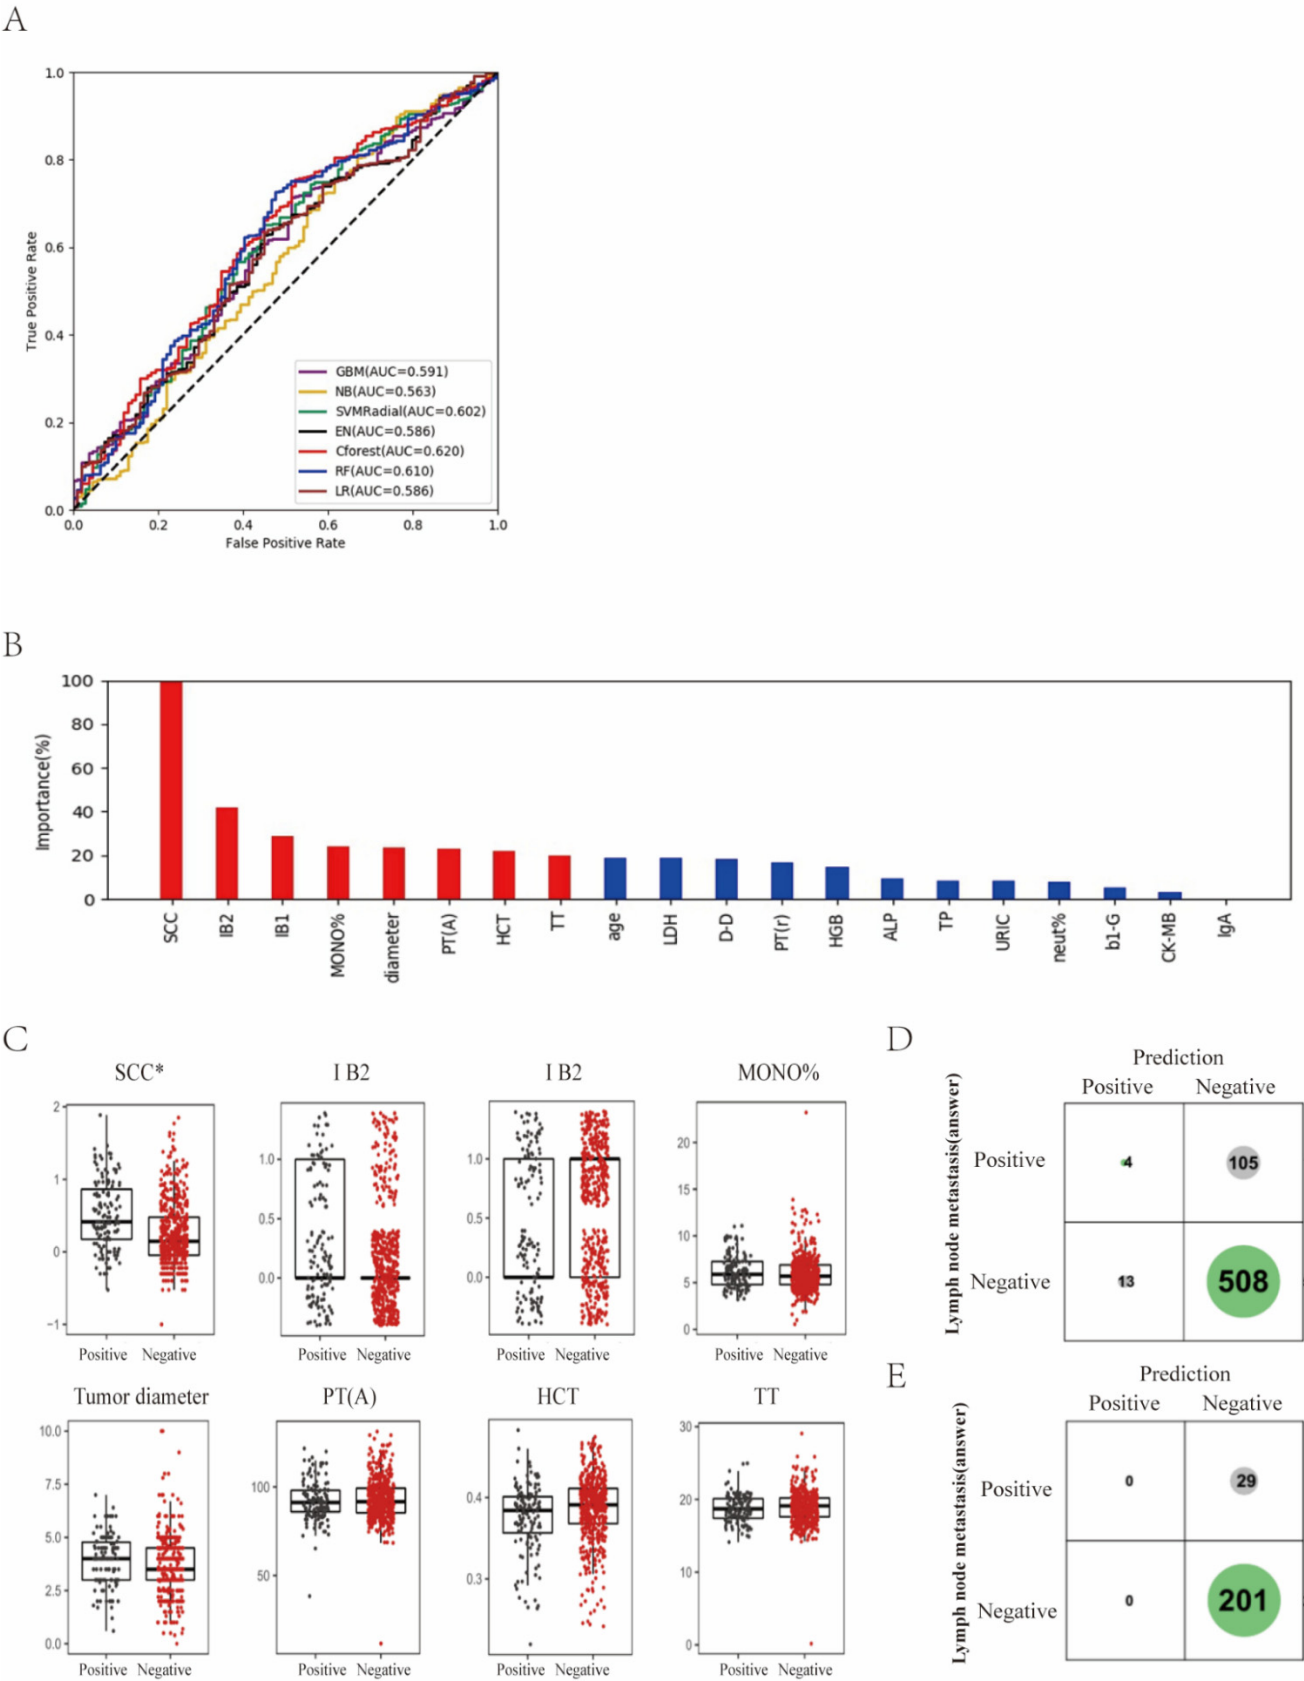 A
1.0
0.8
0.6
0.4
0.2
0.0
True Positive Rate
GBM(AUC=0.591)
NB(AUC=0.563)
SVMRadial(AUC=0.602)
EN(AUC=0.586)
Cforest(AUC=0.620)
RF(AUC=0.610)
LR(AUC=0.586)
0.0 0.2 0.4 0.6 0.8 1.0
False Positive Rate
B
100
80
60
40
20
0
Importance(%)
SCC IB2 IB1 MONO% diameter PT(A) HCT TT age LDH D-D PT(r) HGB ALP TP URIC neut% b1-G CK-MB IgA
C
SCC*
2
1
0
-1
Positive Negative
I B2
1.0
0.5
0.0
Positive Negative
I B2
1.0
0.5
0.0
Positive Negative
MONO%
20
15
10
5
0
Positive Negative
Tumor diameter
10.0
7.5
5.0
2.5
0.0
Positive Negative
PT(A)
100
50
Positive Negative
HCT
0.4
0.3
Positive Negative
TT
30
20
10
0
Positive Negative
D
Prediction
Positive Negative
Lymph node metastasis(answer)
Positive 4 105
Negative 13 508
E
Prediction
Positive Negative
Lymph node metastasis(answer)
Positive 0 29
Negative 0 201